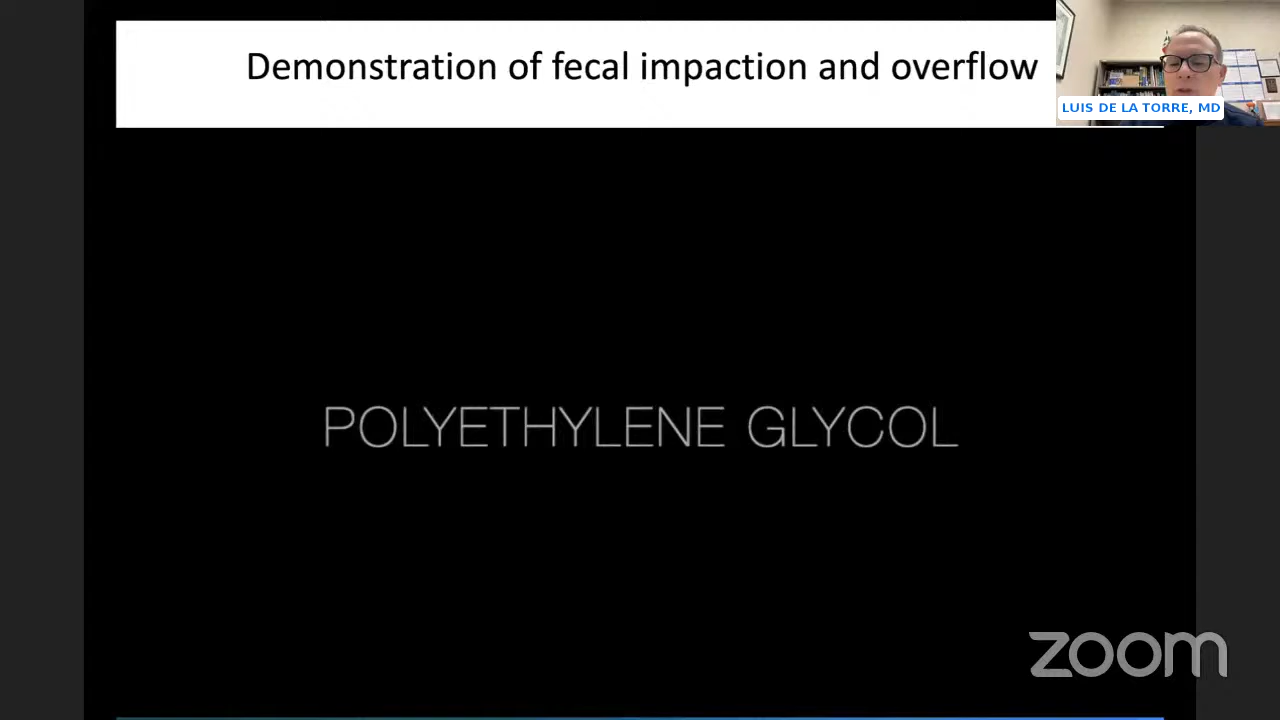 Demonstration of fecal impaction and overflow
LUIS DE LA TORRE, MD
POLYETHYLENE GLYCOL
zoom